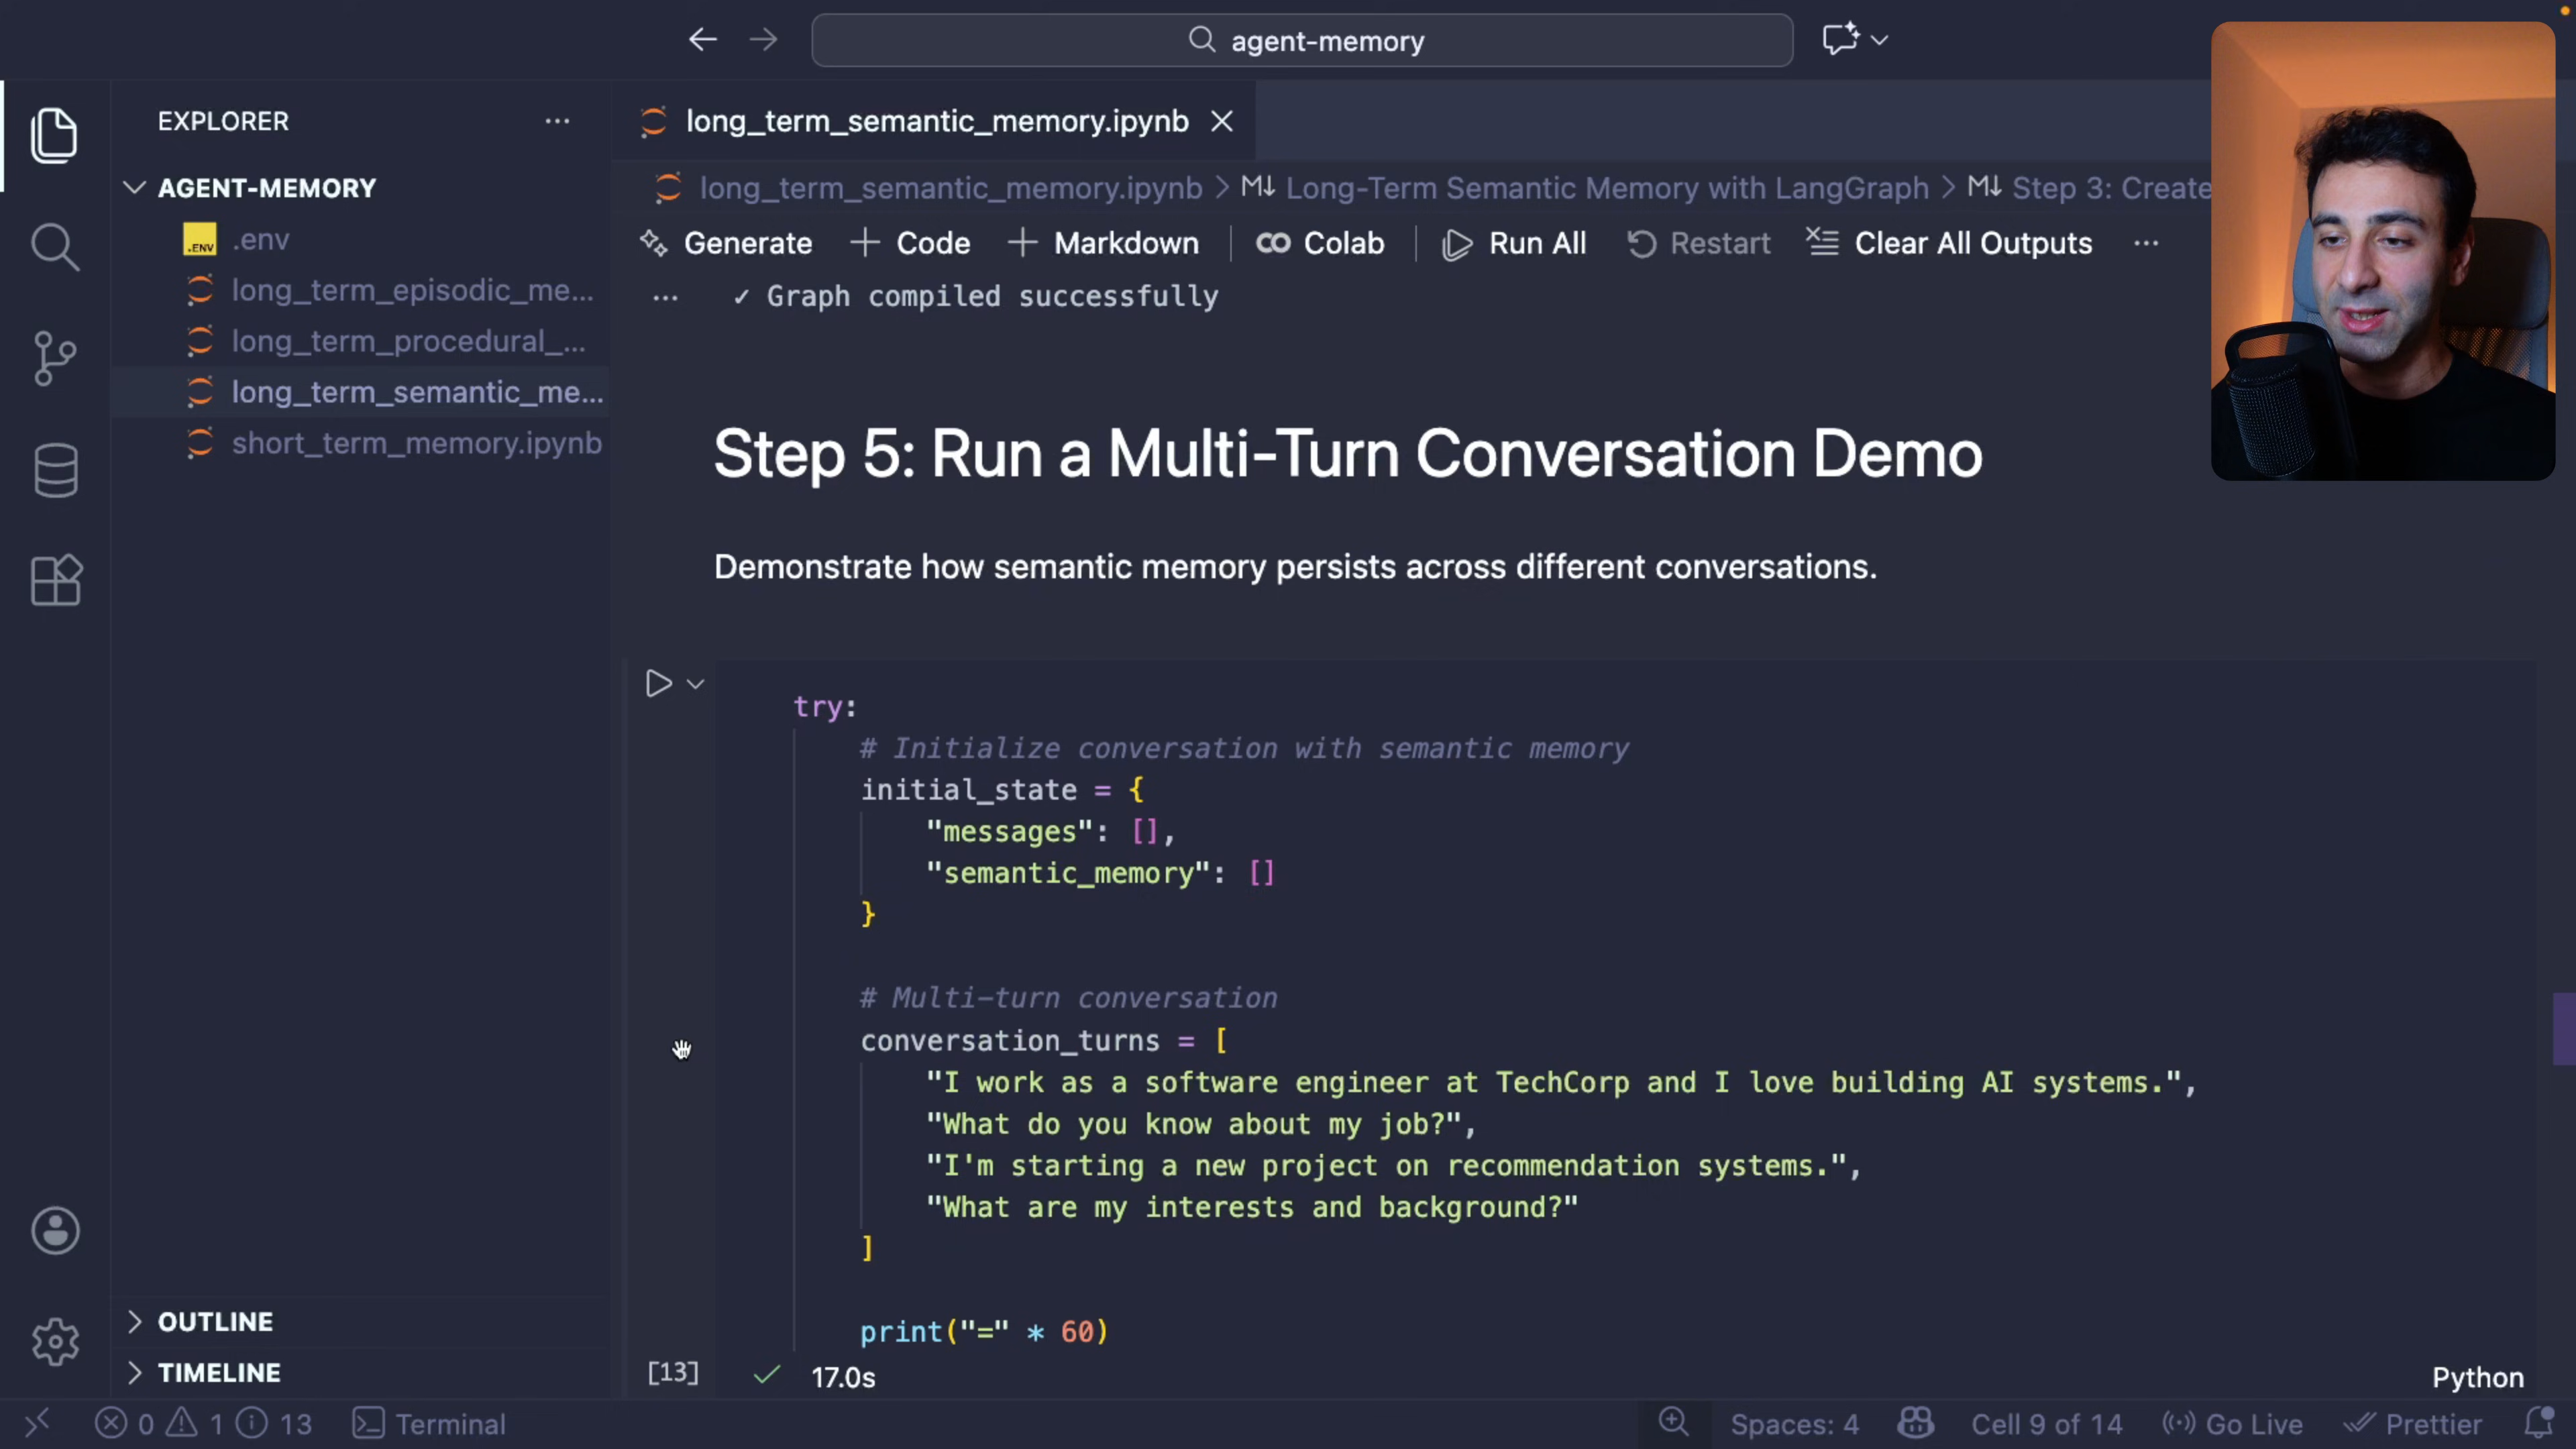 agent-memory
EXPLORER
AGENT-MEMORY
.ENV .env
long_term_episodic_me...
long_term_procedural_...
long_term_semantic_me...
short_term_memory.ipynb
OUTLINE
TIMELINE
long_term_semantic_memory.ipynb
long_term_semantic_memory.ipynb > M↓ Long-Term Semantic Memory with LangGraph > M↓ Step 3: Create
Generate + Code + Markdown | CO Colab | Run All Restart Clear All Outputs ...
... ✓ Graph compiled successfully
Step 5: Run a Multi-Turn Conversation Demo
Demonstrate how semantic memory persists across different conversations.
try:
# Initialize conversation with semantic memory
initial_state = {
"messages": [],
"semantic_memory": []
}
# Multi-turn conversation
conversation_turns = [
"I work as a software engineer at TechCorp and I love building AI systems.",
"What do you know about my job?",
"I'm starting a new project on recommendation systems.",
"What are my interests and background?"
]
print("=" * 60)
[13] ✓ 17.0s
Python
0 1 13 Terminal
Spaces: 4 Cell 9 of 14 Go Live Prettier